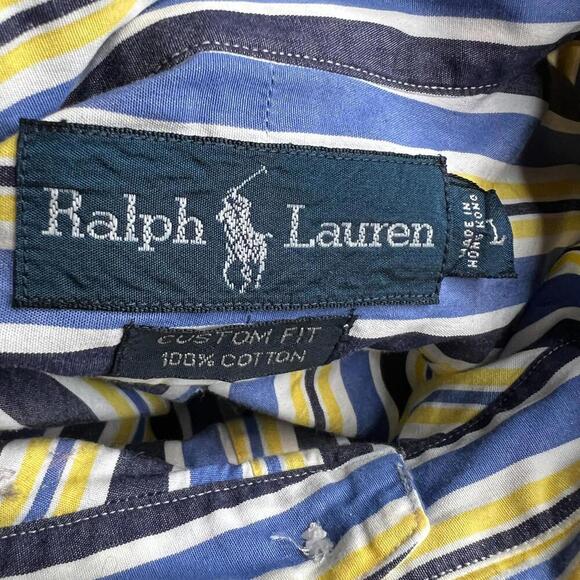 Ralph Lauren
L
MADE IN
HONG KONG
CUSTOM FIT
100% COTTON